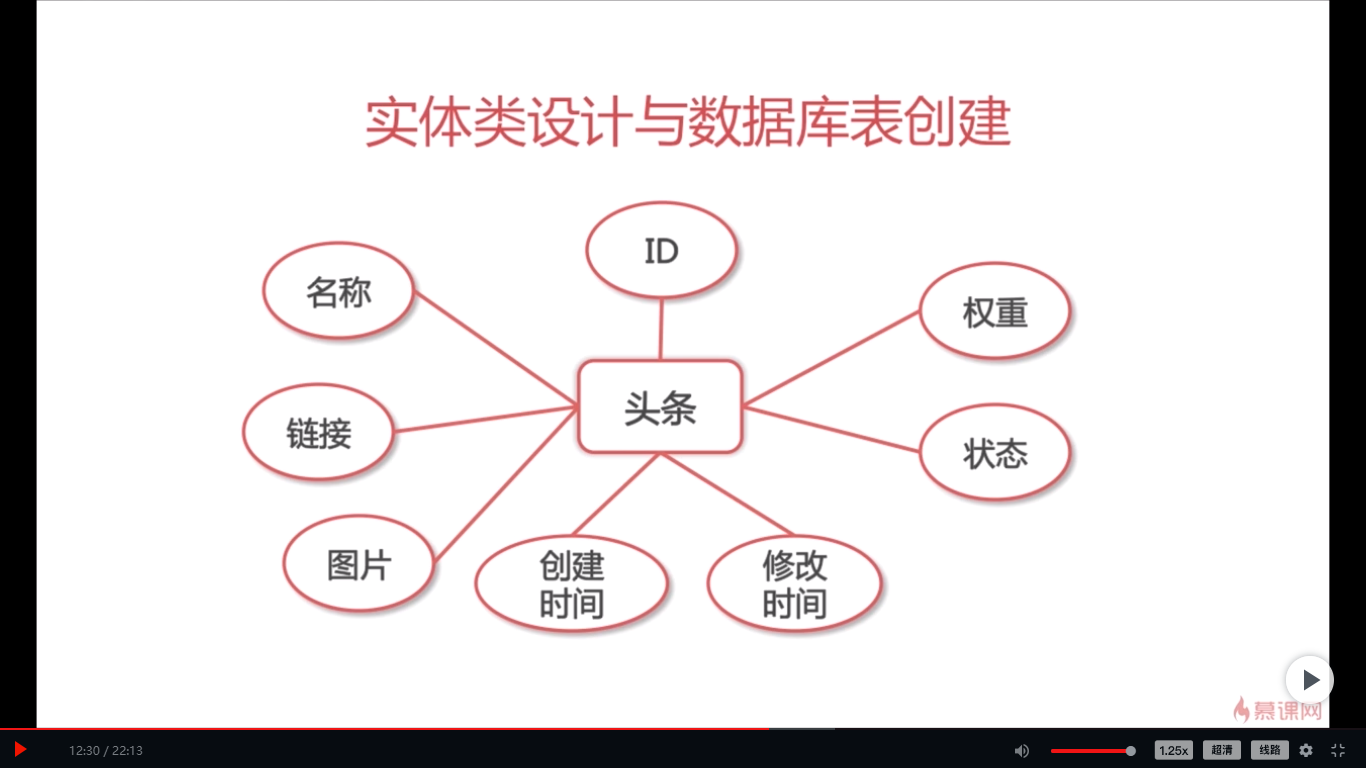 实体类设计与数据库表创建
ID
名称
权重
头条
链接
状态
图片
创建
时间
修改
时间
慕课网
12:30 / 22:13
1.25x
超清
线路